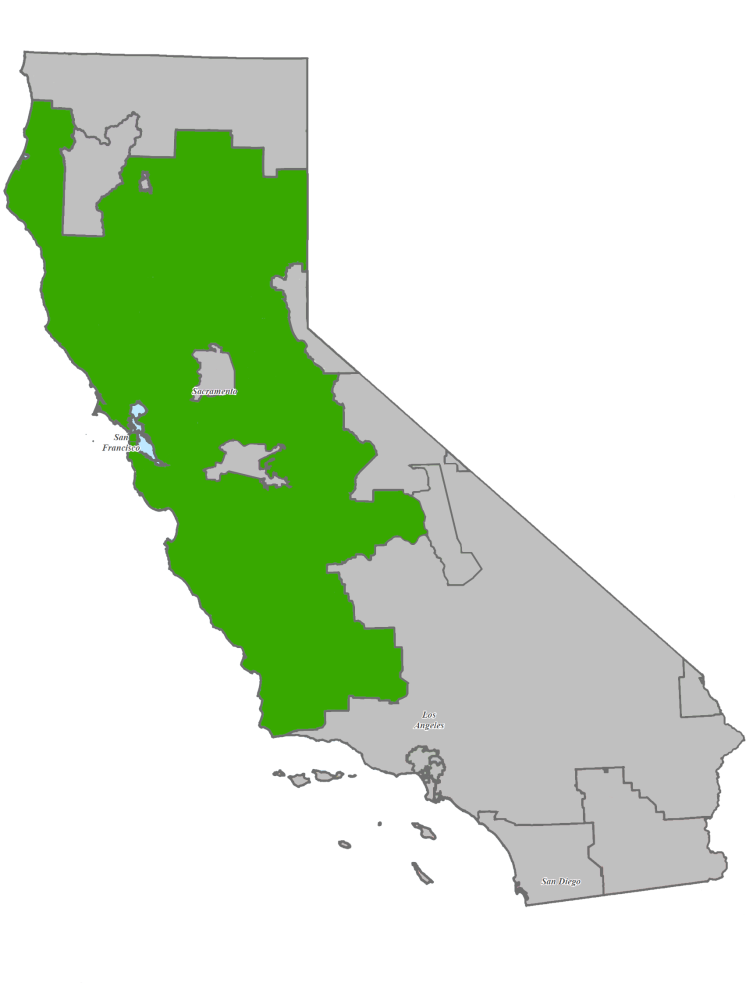 Sacramento
San
Francisco
Los
Angeles
San Diego